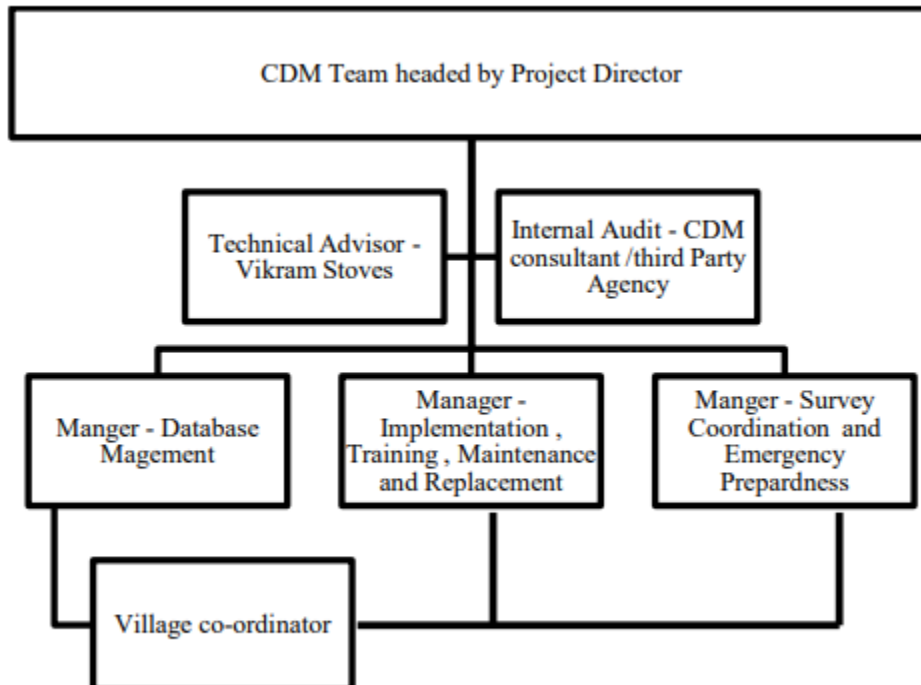 CDM Team headed by Project Director
Technical Advisor -
Vikram Stoves
Internal Audit - CDM
consultant /third Party
Agency
Manger - Database
Magement
Manager -
Implementation ,
Training , Maintenance
and Replacement
Manger - Survey
Coordination and
Emergency
Prepardness
Village co-ordinator